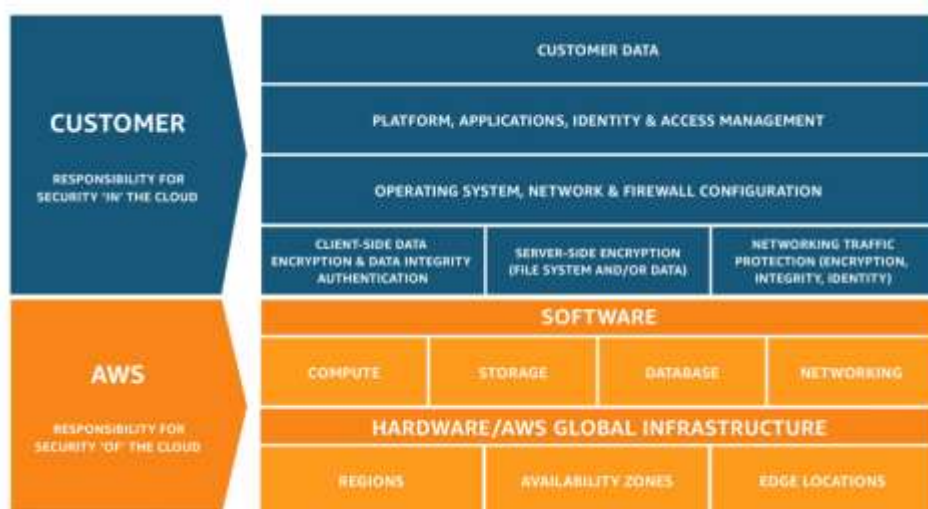 CUSTOMER
RESPONSIBILITY FOR
SECURITY 'IN' THE CLOUD
CUSTOMER DATA
PLATFORM, APPLICATIONS, IDENTITY & ACCESS MANAGEMENT
OPERATING SYSTEM, NETWORK & FIREWALL CONFIGURATION
CLIENT-SIDE DATA
ENCRYPTION & DATA INTEGRITY
AUTHENTICATION
SERVER-SIDE ENCRYPTION
(FILE SYSTEM AND/OR DATA)
NETWORKING TRAFFIC
PROTECTION (ENCRYPTION,
INTEGRITY, IDENTITY)
AWS
RESPONSIBILITY FOR
SECURITY 'OF' THE CLOUD
SOFTWARE
COMPUTE
STORAGE
DATABASE
NETWORKING
HARDWARE/AWS GLOBAL INFRASTRUCTURE
REGIONS
AVAILABILITY ZONES
EDGE LOCATIONS